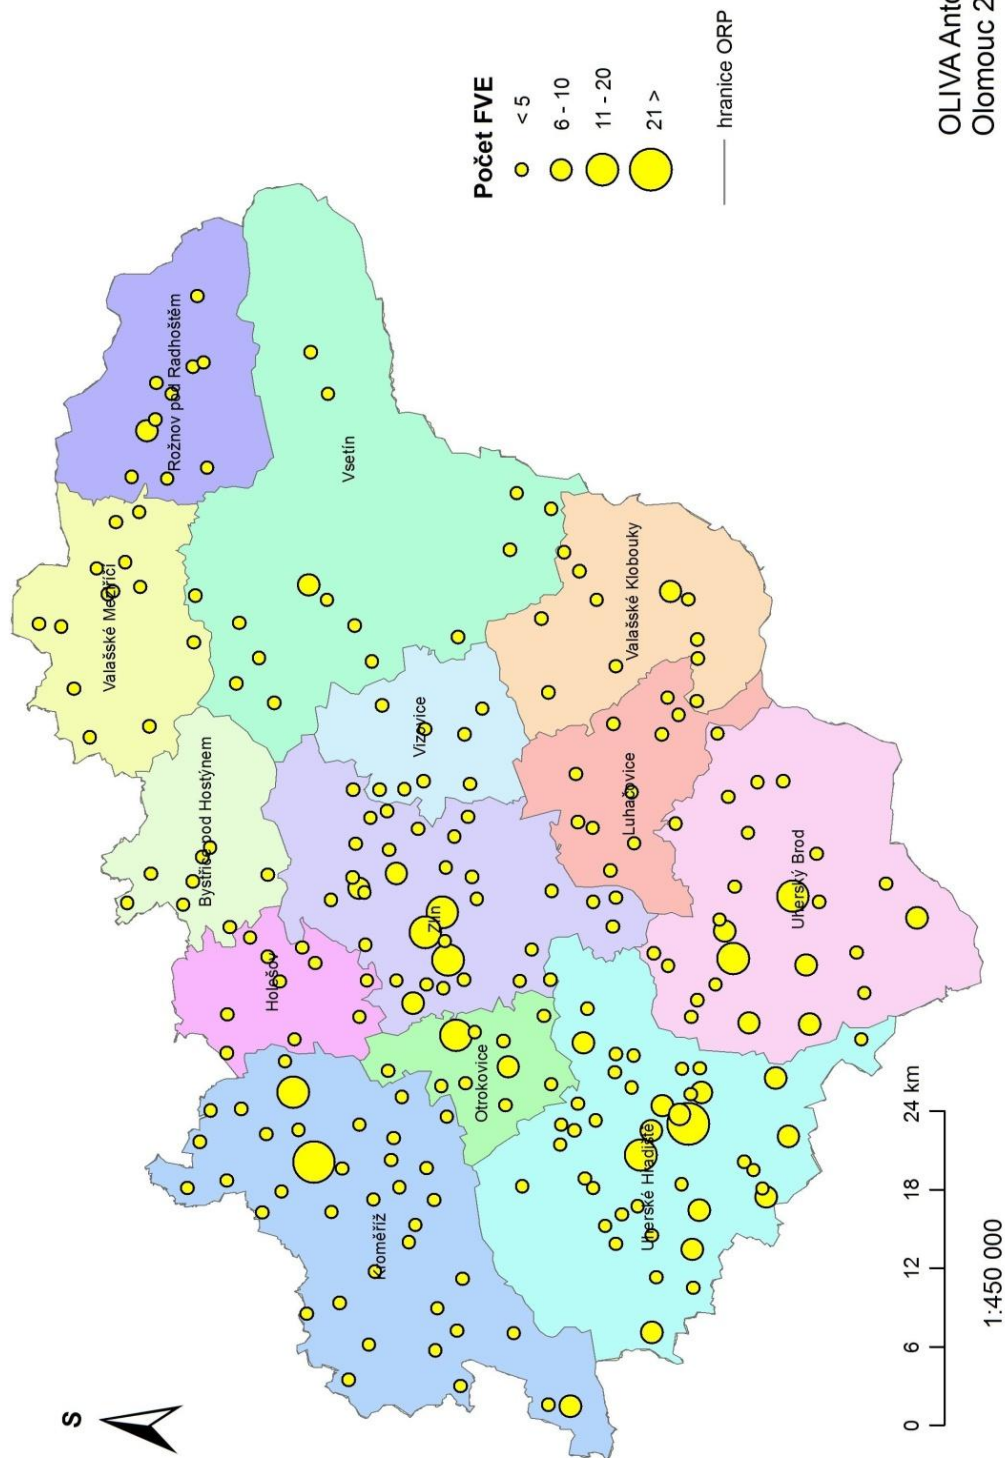 S
Rožnov pod Radhoštěm
Valašské Meziříčí
Bystřice pod Hostýnem
Holešov
Vsetín
Vizovice
Zlín
Kroměříž
Otrokovice
Valašské Klobouky
Luhačovice
Uherské Hradiště
Uherský Brod
Počet FVE
< 5
6 - 10
11 - 20
21 >
hranice ORP
0 6 12 18 24 km
1:450 000
OLIVA Anto
Olomouc 2